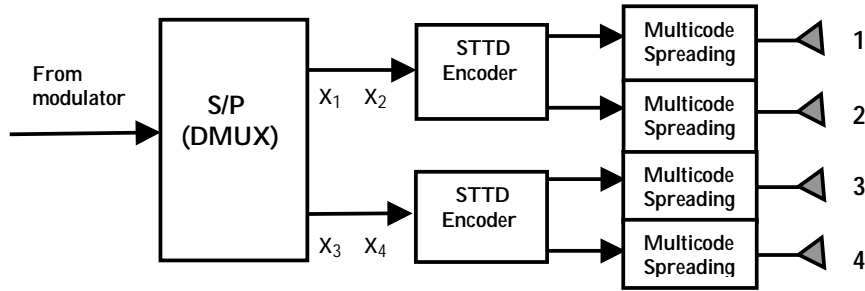 From
modulator
S/P
(DMUX)
X1 X2
X3 X4
STTD
Encoder
STTD
Encoder
Multicode
Spreading
Multicode
Spreading
Multicode
Spreading
Multicode
Spreading
1
2
3
4